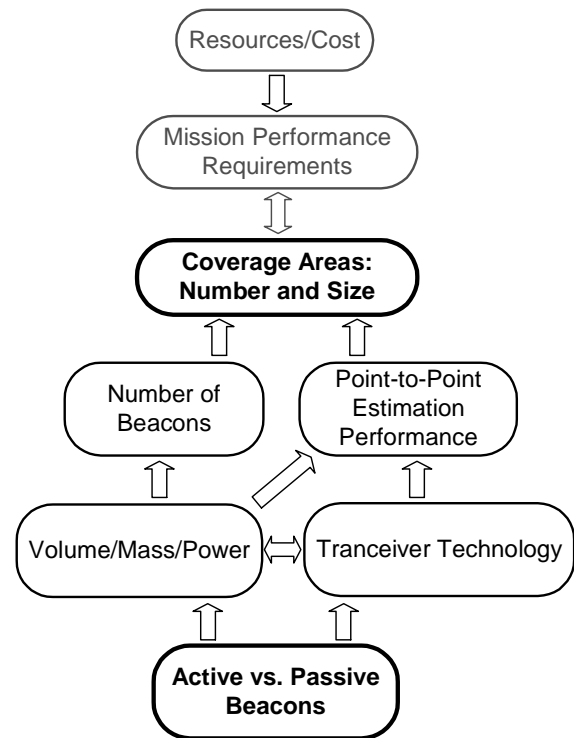 Resources/Cost
Mission Performance
Requirements
Coverage Areas:
Number and Size
Number of
Beacons
Point-to-Point
Estimation
Performance
Volume/Mass/Power
Tranceiver Technology
Active vs. Passive
Beacons